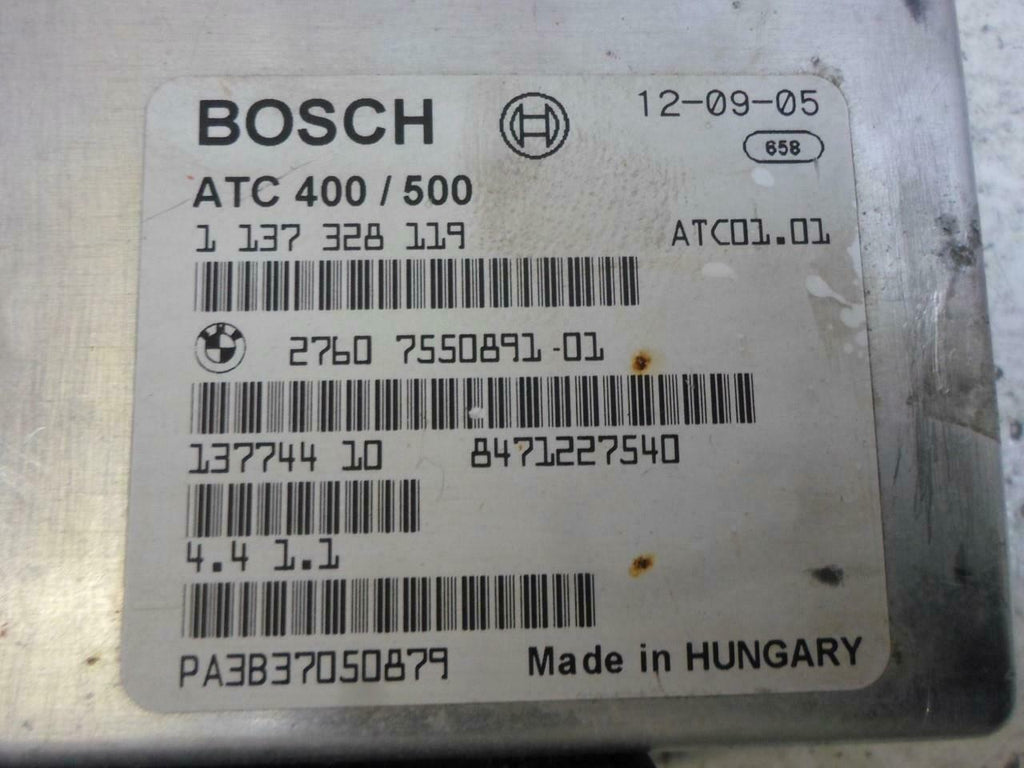 BOSCH 12-09-05
658
ATC 400 / 500
1 137 328 119 ATC01.01
2760 7550891-01
137744 10 8471227540
4.4 1.1
PA3B37050879 Made in HUNGARY